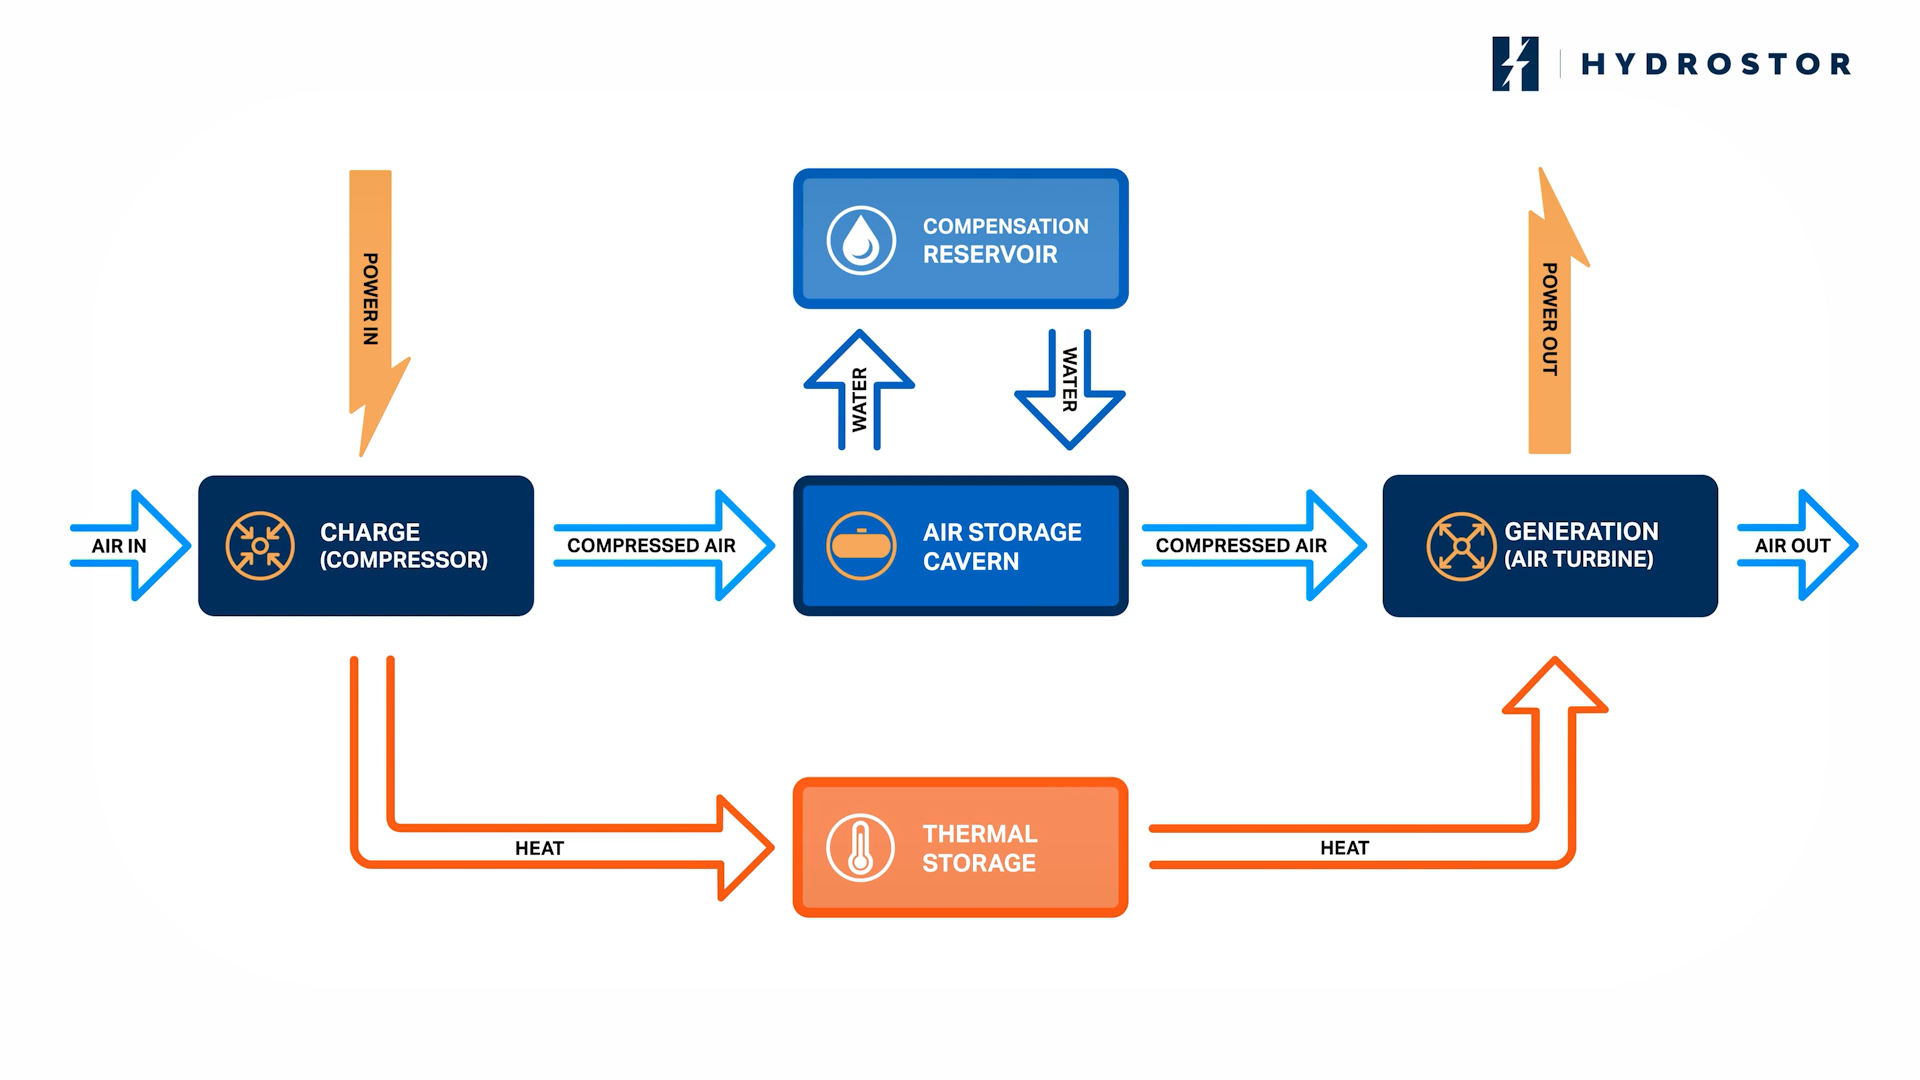 HYDROSTOR
POWER IN
COMPENSATION
RESERVOIR
POWER OUT
WATER
WATER
AIR IN
CHARGE
(COMPRESSOR)
COMPRESSED AIR
AIR STORAGE
CAVERN
COMPRESSED AIR
GENERATION
(AIR TURBINE)
AIR OUT
HEAT
THERMAL
STORAGE
HEAT